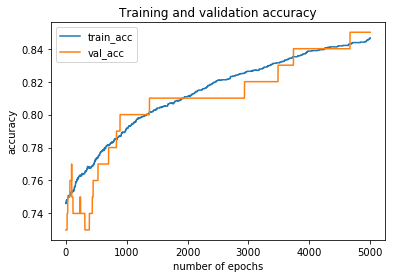 Training and validation accuracy
train_acc
val_acc
accuracy
0.84
0.82
0.80
0.78
0.76
0.74
0
1000
2000
3000
4000
5000
number of epochs